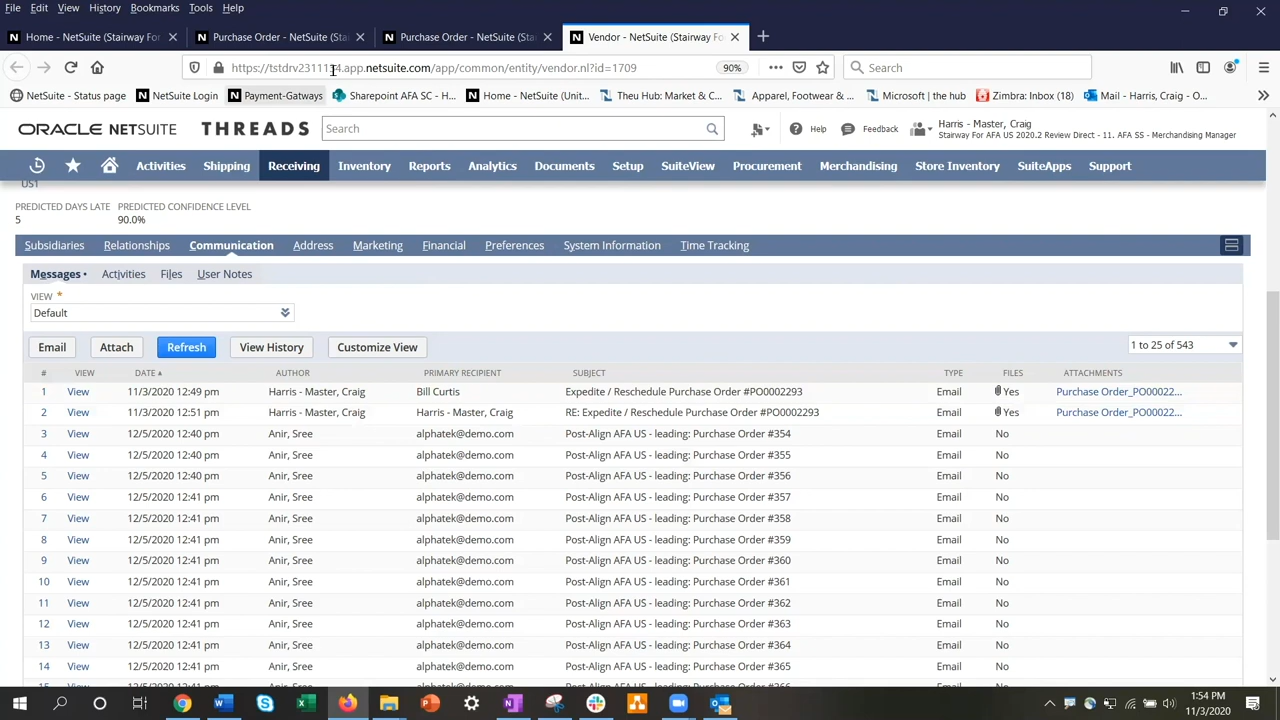 File Edit View History Bookmarks Tools Help
Home - NetSuite (Stairway For
Purchase Order - NetSuite (Stai
Purchase Order - NetSuite (Stai
Vendor - NetSuite (Stairway Fo
90%
Search
NetSuite - Status page
NetSuite Login
Payment-Gatways
Sharepoint AFA SC - H...
Home - NetSuite (Unit...
Theu Hub: Market & C...
Apparel, Footwear & ...
Microsoft | the hub
Zimbra: Inbox (18)
Mail - Harris, Craig - O...
ORACLE NETSUITE THREADS
Search
Help
Feedback
Harris - Master, Craig
Stairway For AFA US 2020.2 Review Direct - 11. AFA SS - Merchandising Manager
Activities Shipping Receiving Inventory Reports Analytics Documents Setup SuiteView Procurement Merchandising Store Inventory SuiteApps Support
US1
PREDICTED DAYS LATE PREDICTED CONFIDENCE LEVEL
5 90.0%
Subsidiaries Relationships Communication Address Marketing Financial Preferences System Information Time Tracking
Messages • Activities Files User Notes
VIEW *
Default
Email Attach Refresh View History Customize View 1 to 25 of 543
# VIEW DATE ▲ AUTHOR PRIMARY RECIPIENT SUBJECT TYPE FILES ATTACHMENTS
1 View 11/3/2020 12:49 pm Harris - Master, Craig Bill Curtis Expedite / Reschedule Purchase Order #PO0002293 Email Yes Purchase Order_PO00022...
2 View 11/3/2020 12:51 pm Harris - Master, Craig Harris - Master, Craig RE: Expedite / Reschedule Purchase Order #PO0002293 Email Yes Purchase Order_PO00022...
3 View 12/5/2020 12:40 pm Anir, Sree alphatek@demo.com Post-Align AFA US - leading: Purchase Order #354 Email No
4 View 12/5/2020 12:40 pm Anir, Sree alphatek@demo.com Post-Align AFA US - leading: Purchase Order #355 Email No
5 View 12/5/2020 12:40 pm Anir, Sree alphatek@demo.com Post-Align AFA US - leading: Purchase Order #356 Email No
6 View 12/5/2020 12:41 pm Anir, Sree alphatek@demo.com Post-Align AFA US - leading: Purchase Order #357 Email No
7 View 12/5/2020 12:41 pm Anir, Sree alphatek@demo.com Post-Align AFA US - leading: Purchase Order #358 Email No
8 View 12/5/2020 12:41 pm Anir, Sree alphatek@demo.com Post-Align AFA US - leading: Purchase Order #359 Email No
9 View 12/5/2020 12:41 pm Anir, Sree alphatek@demo.com Post-Align AFA US - leading: Purchase Order #360 Email No
10 View 12/5/2020 12:41 pm Anir, Sree alphatek@demo.com Post-Align AFA US - leading: Purchase Order #361 Email No
11 View 12/5/2020 12:41 pm Anir, Sree alphatek@demo.com Post-Align AFA US - leading: Purchase Order #362 Email No
12 View 12/5/2020 12:41 pm Anir, Sree alphatek@demo.com Post-Align AFA US - leading: Purchase Order #363 Email No
13 View 12/5/2020 12:41 pm Anir, Sree alphatek@demo.com Post-Align AFA US - leading: Purchase Order #364 Email No
14 View 12/5/2020 12:41 pm Anir, Sree alphatek@demo.com Post-Align AFA US - leading: Purchase Order #365 Email No
1:54 PM
11/3/2020